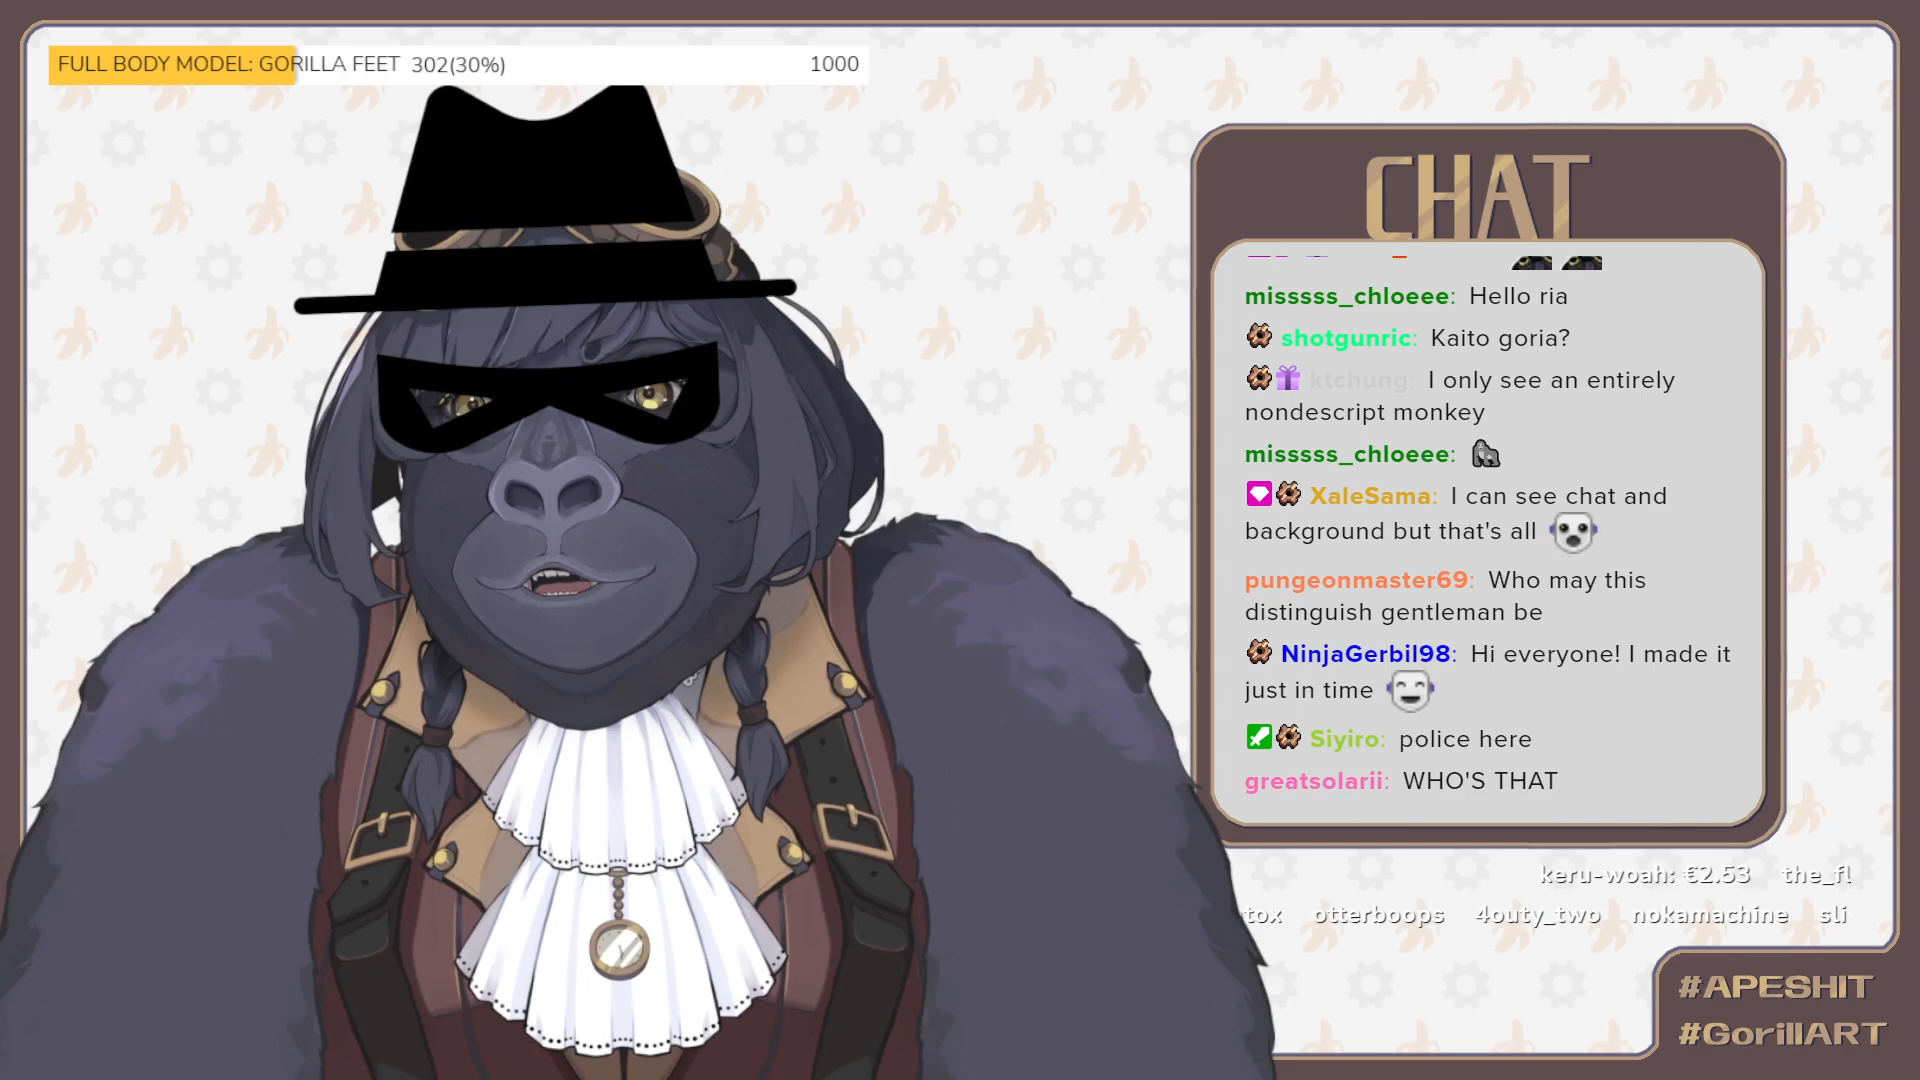 FULL BODY MODEL: GORILLA FEET 302(30%) 1000
CHAT
misssss_chloeee: Hello ria
shotgunric: Kaito goria?
ktchung: I only see an entirely
nondescript monkey
misssss_chloeee:
XaleSama: I can see chat and
background but that's all
pungeonmaster69: Who may this
distinguish gentleman be
NinjaGerbil98: Hi everyone! I made it
just in time
Siyiro: police here
greatsolarii: WHO'S THAT
keru-woah: €2.53 the_fl
tox otterboops 4outy_two nokamachine sli
#APESHIT
#GorillART